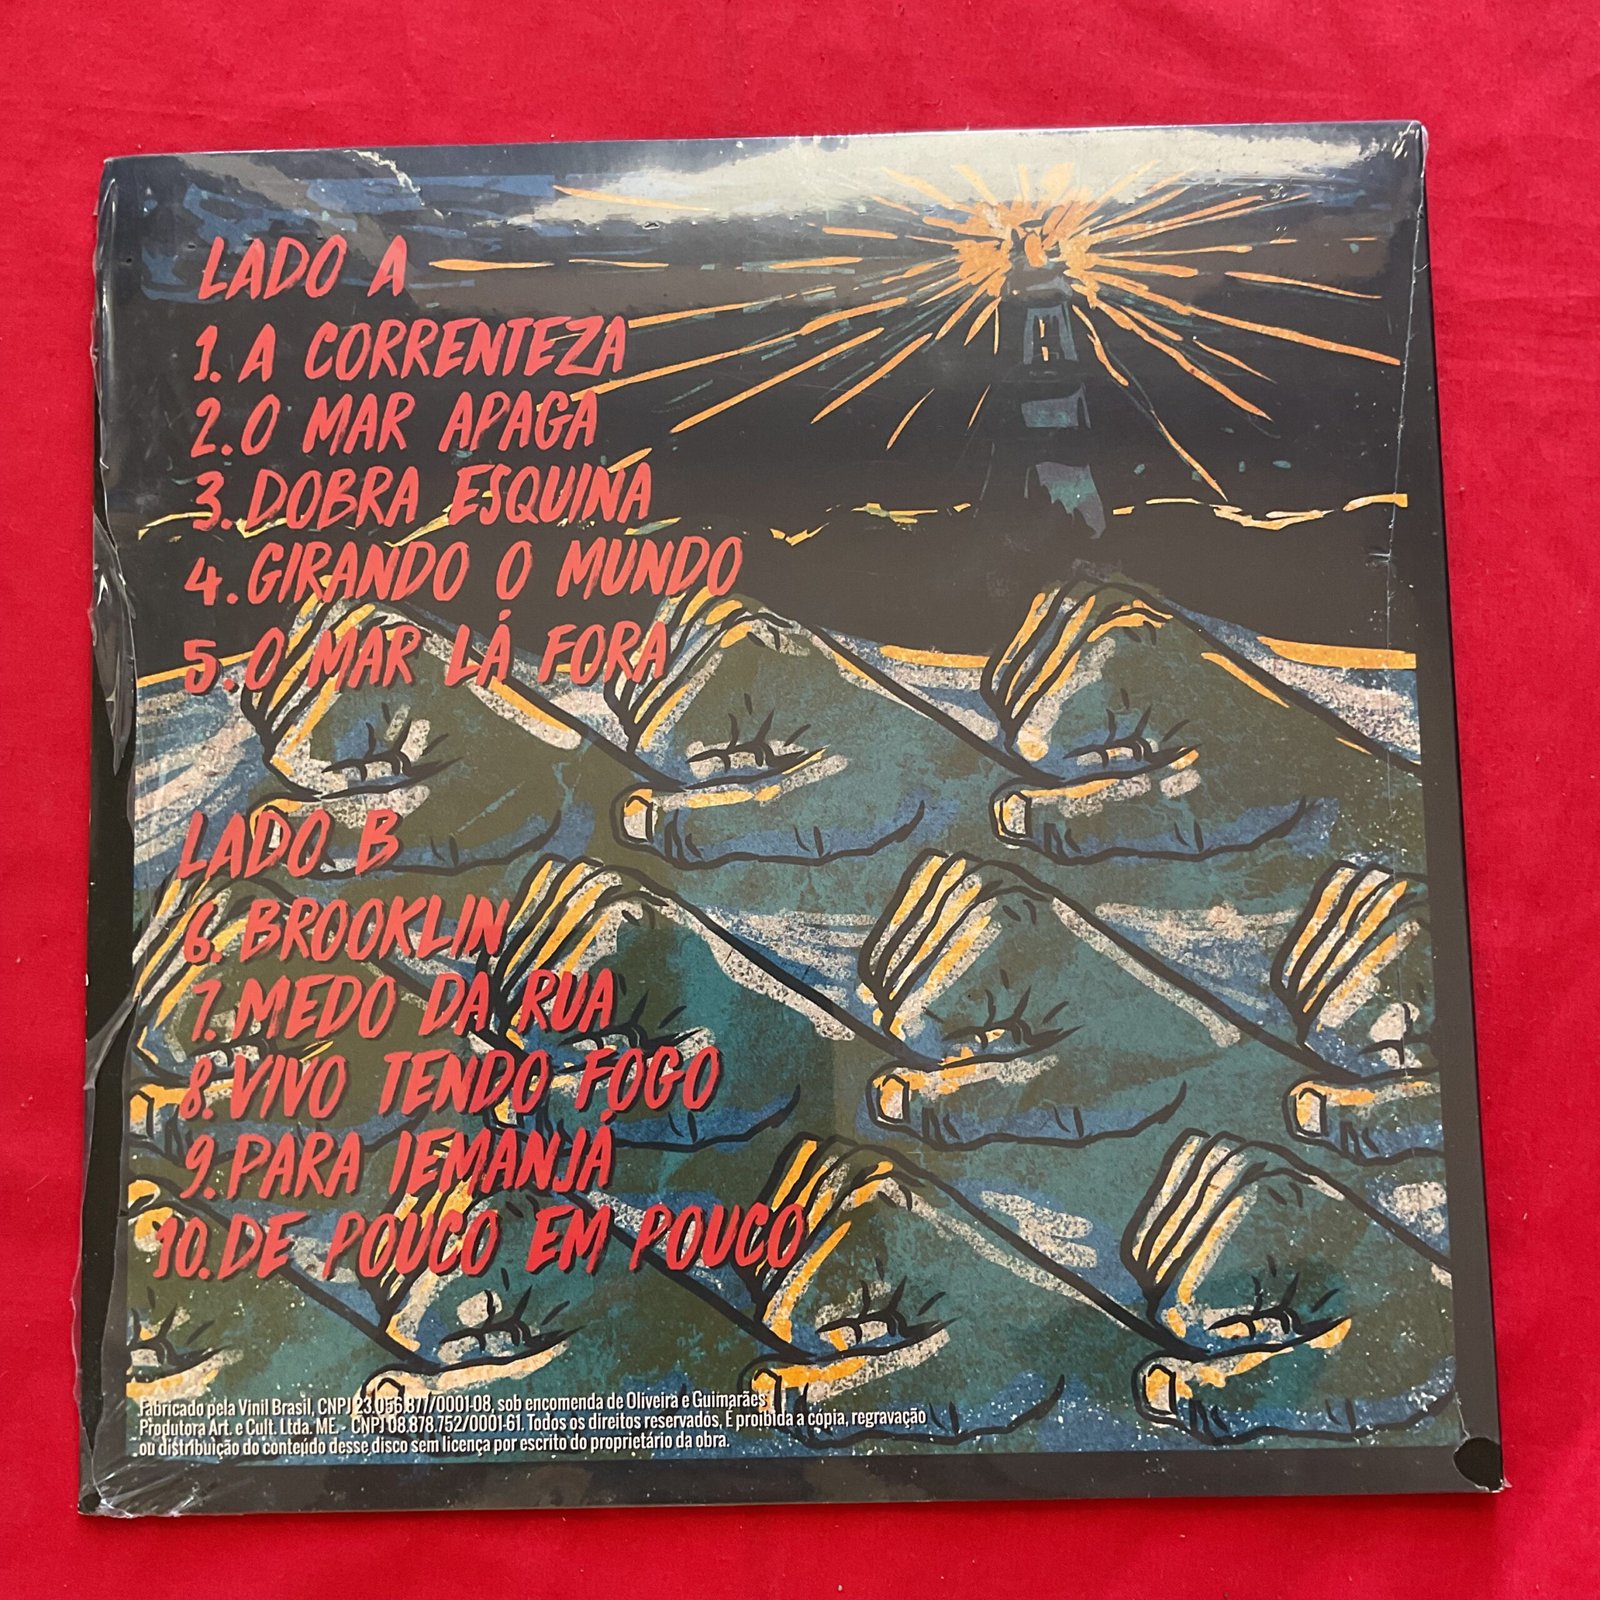 LADO A
1. A CORRENTEZA
2. O MAR APAGA
3. DOBRA ESQUINA
4. GIRANDO O MUNDO
5. O MAR LÁ FORA
LADO B
6. BROOKLIN
7. MEDO DA RUA
8. VIVO TENDO FOGO
9. PARA IEMANJÁ
10. DE POUCO EM POUCO
Fabricado pela Vinil Brasil, CNPJ 23.056.877/0001-08, sob encomenda de Oliveira e Guimarães
Produtora Art. e Cult. Ltda. ME. - CNPJ 08.878.752/0001-61. Todos os direitos reservados, É proibida a cópia, regravação
ou distribuição do conteúdo desse disco sem licença por escrito do proprietário da obra.